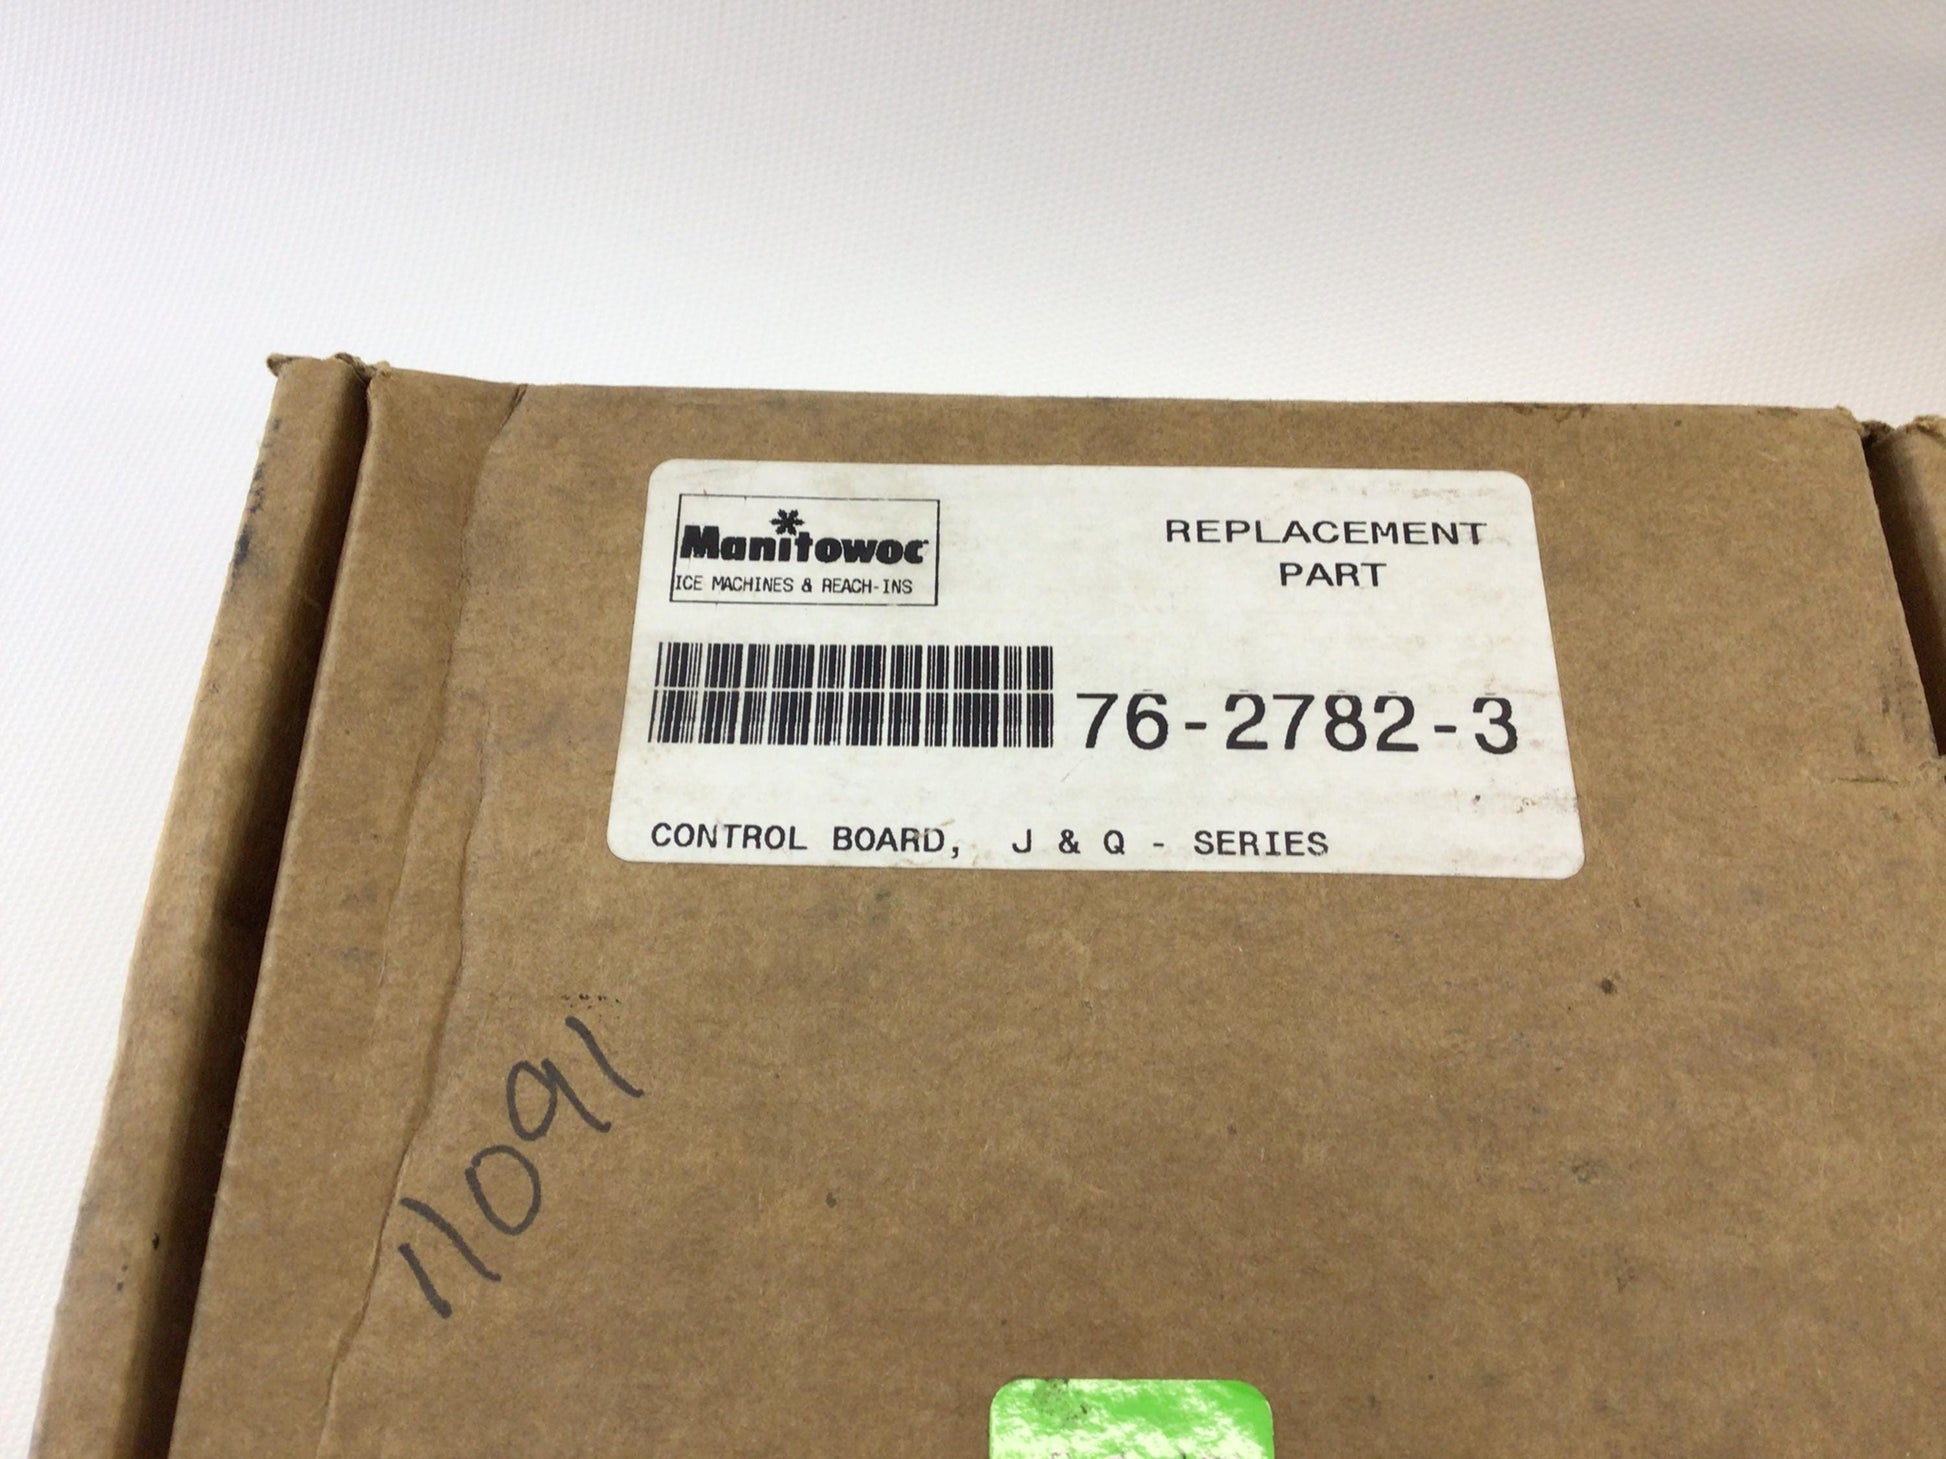 Manitowoc
ICE MACHINES & REACH-INS
REPLACEMENT
PART
76-2782-3
CONTROL BOARD, J & Q - SERIES
11091